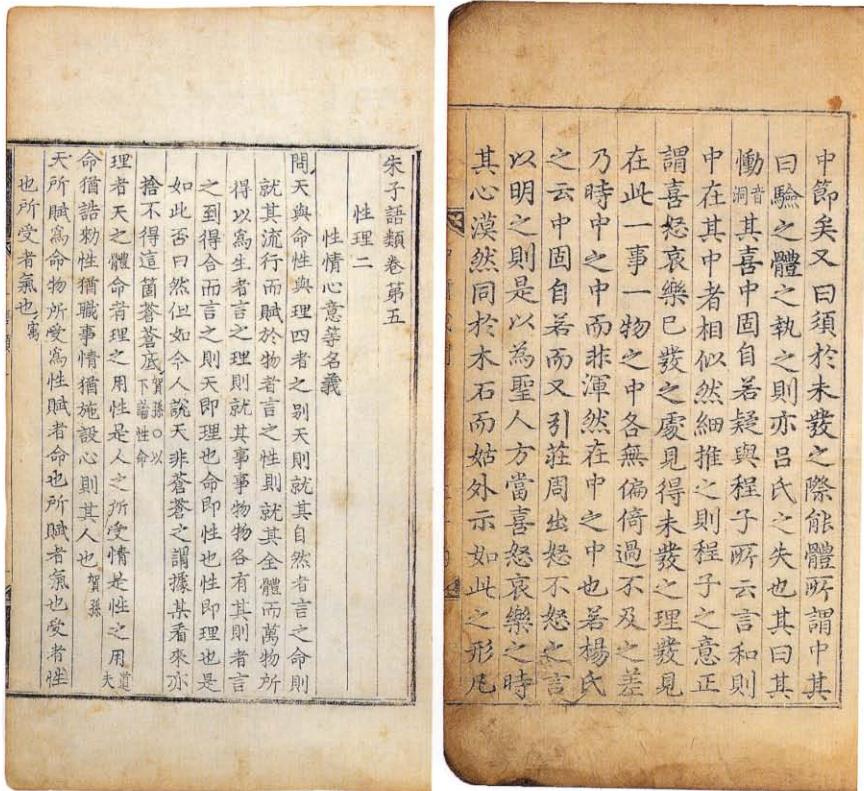 中節矣又曰須於未發之際能體所謂中其
曰驗之體之執之則亦呂氏之失也其曰其
慟音洞其喜中固自若疑與程子所云言和則
中在其中者相似然細推之則程子之意正
謂喜怒哀樂已發之處見得未發之理發見
在此一事一物之中各無偏倚過不及之差
乃時中之中而非渾然在中之中也若楊氏
之云中固自若而又引莊周出怒不怒之言
以明之則是以為聖人方當喜怒哀樂之時
其心漠然同於木石而姑外示如此之形凡
朱子語類卷第五
性理二
性情心意等名義
問天與命性與理四者之別天則就其自然者言之命則
就其流行而賦於物者言之性則就其全體而萬物所
得以爲生者言之理則就其事事物物各有其則者言
之到得合而言之則天即理也命即性也性即理也是
如此否曰然但如今人說天非蒼蒼之謂據某看來亦
捨不得這箇蒼蒼底賀孫○以下論性命
理者天之體命者理之用性是人之所受情是性之用道夫
命猶誥勑性猶職事情猶施設心則其人也賀孫
天所賦爲命物所受爲性賦者命也所賦者氣也受者性
也所受者氣也㝢